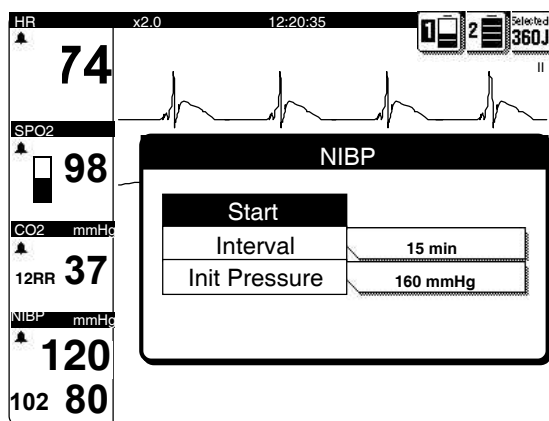 HR x2.0 12:20:35
1 2 Selected
360J
II
74
SPO2
98
NIBP
Start
Interval 15 min
Init Pressure 160 mmHg
CO2 mmHg
12RR 37
NIBP mmHg
120
102 80